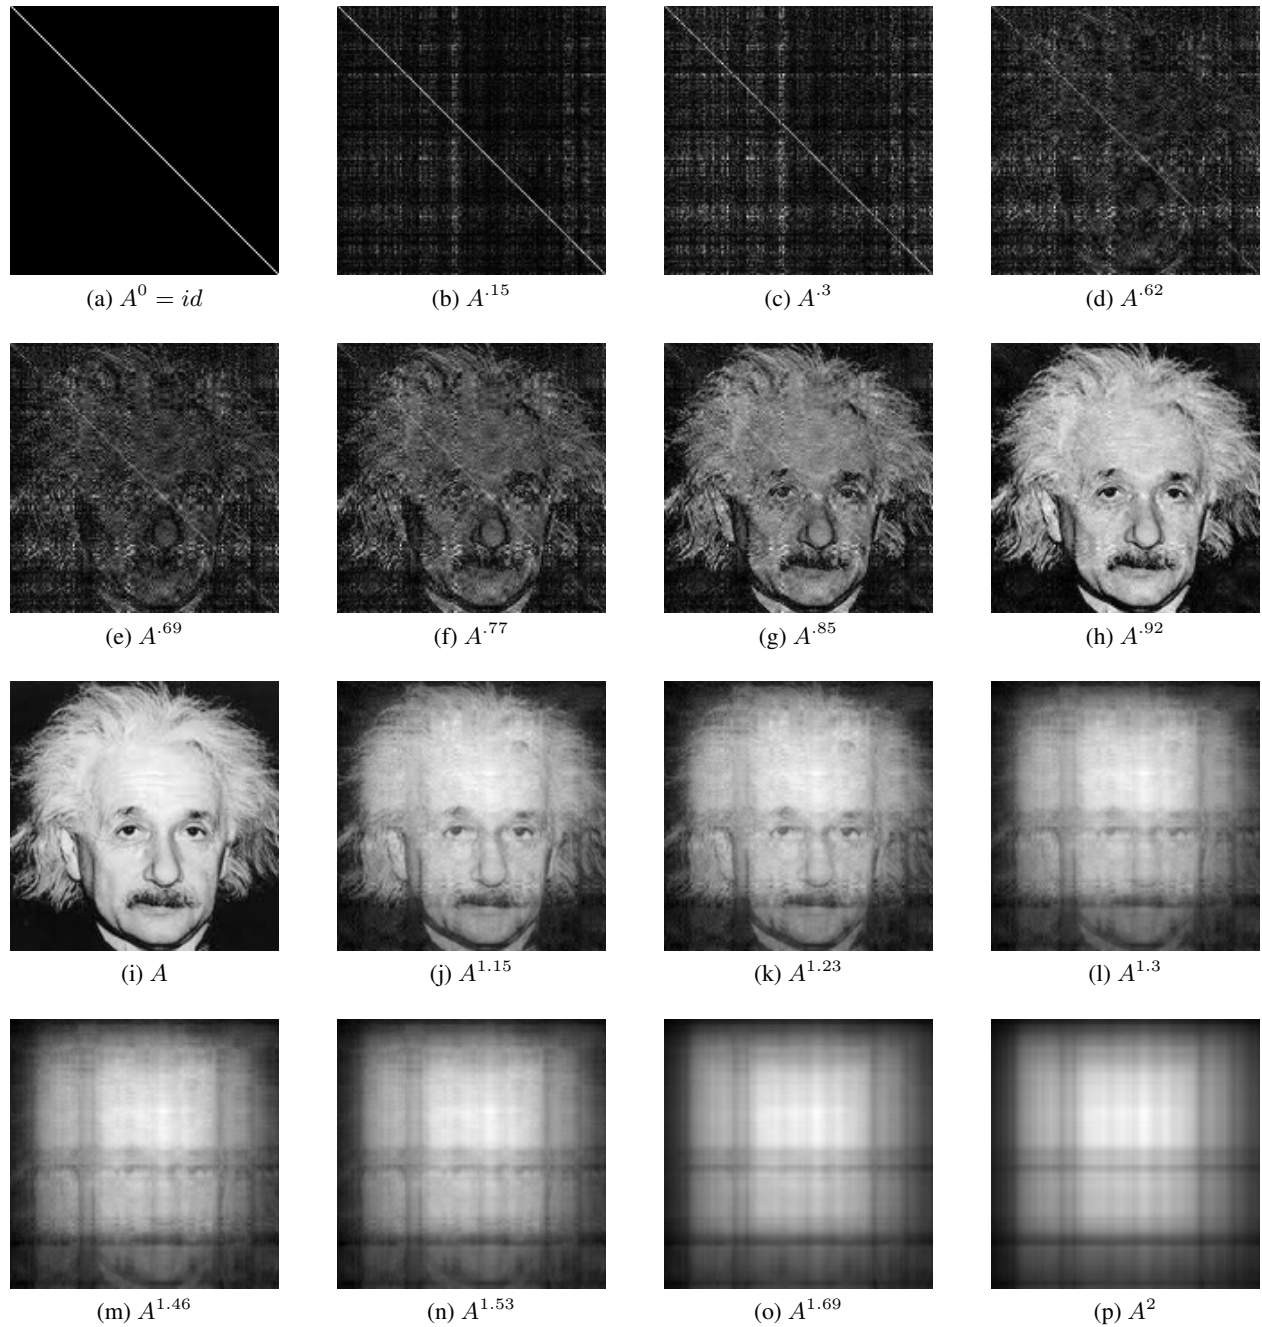 (a) A^0 = id
(b) A^.15
(c) A^.3
(d) A^.62
(e) A^.69
(f) A^.77
(g) A^.85
(h) A^.92
(i) A
(j) A^1.15
(k) A^1.23
(l) A^1.3
(m) A^1.46
(n) A^1.53
(o) A^1.69
(p) A^2